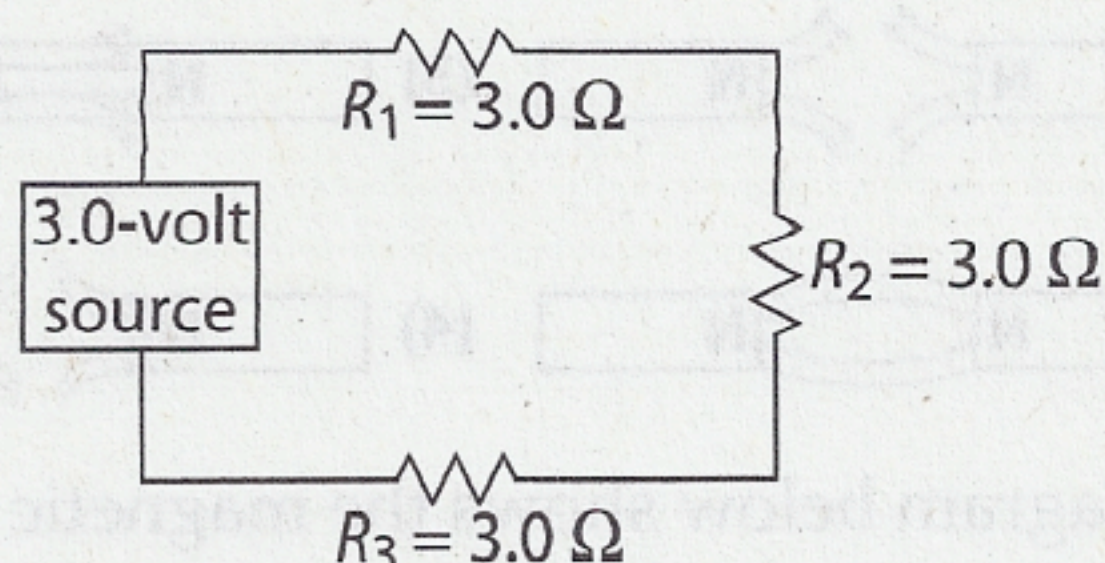 R1 = 3.0 Ω
3.0-volt
source
R2 = 3.0 Ω
R3 = 3.0 Ω